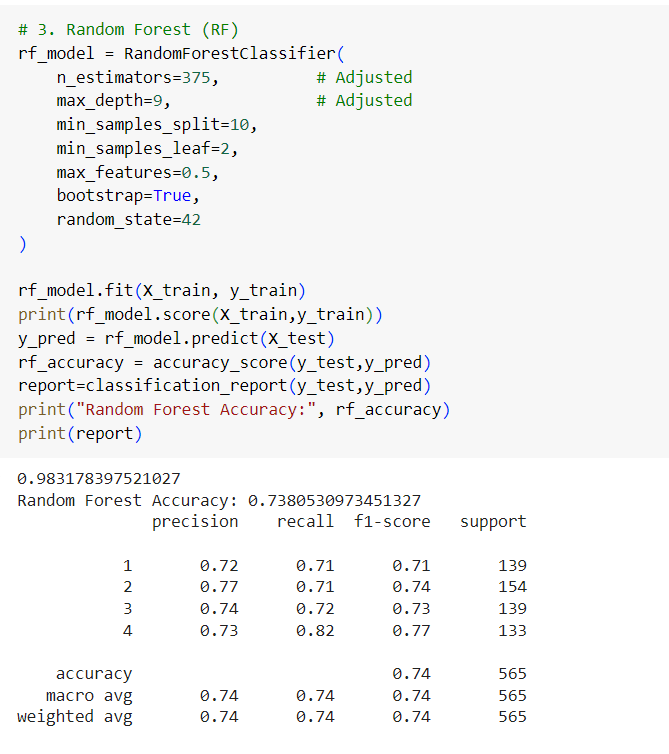 # 3. Random Forest (RF)
rf_model = RandomForestClassifier(
    n_estimators=375,         # Adjusted
    max_depth=9,              # Adjusted
    min_samples_split=10,
    min_samples_leaf=2,
    max_features=0.5,
    bootstrap=True,
    random_state=42
)
rf_model.fit(X_train, y_train)
print(rf_model.score(X_train,y_train))
y_pred = rf_model.predict(X_test)
rf_accuracy = accuracy_score(y_test,y_pred)
report=classification_report(y_test,y_pred)
print("Random Forest Accuracy:", rf_accuracy)
print(report)
0.983178397521027
Random Forest Accuracy: 0.7380530973451327
              precision    recall  f1-score   support
           1       0.72      0.71      0.71       139
           2       0.77      0.71      0.74       154
           3       0.74      0.72      0.73       139
           4       0.73      0.82      0.77       133
    accuracy                           0.74       565
   macro avg       0.74      0.74      0.74       565
weighted avg       0.74      0.74      0.74       565